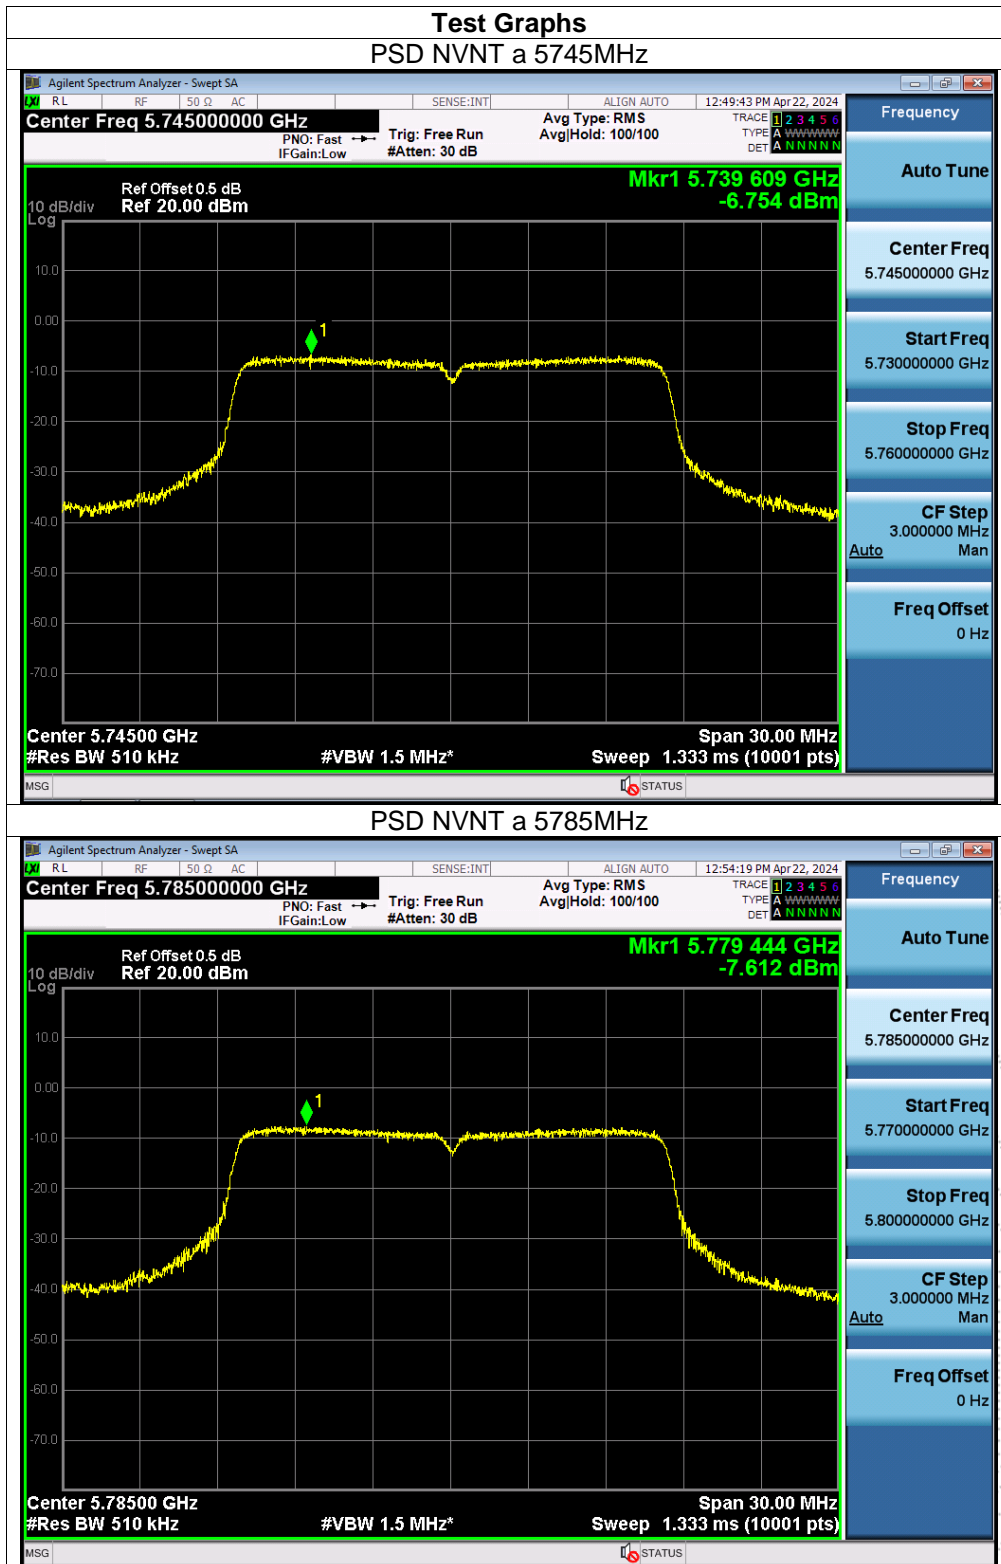 Test Graphs
PSD NVNT a 5745MHz
Agilent Spectrum Analyzer - Swept SA
LXI RL RF 50 Ω AC SENSE:INT ALIGN AUTO 12:49:43 PM Apr 22, 2024
Center Freq 5.745000000 GHz
PNO: Fast
IFGain:Low
Trig: Free Run
#Atten: 30 dB
Avg Type: RMS
Avg|Hold: 100/100
TRACE 1 2 3 4 5 6
TYPE A WWWWW
DET A N N N N N
Frequency
Auto Tune
Mkr1 5.739 609 GHz
-6.754 dBm
Ref Offset 0.5 dB
10 dB/div Ref 20.00 dBm
Log
10.0
0.00
-10.0
-20.0
-30.0
-40.0
-50.0
-60.0
-70.0
1
Center Freq
5.745000000 GHz
Start Freq
5.730000000 GHz
Stop Freq
5.760000000 GHz
CF Step
3.000000 MHz
Auto Man
Freq Offset
0 Hz
Center 5.74500 GHz Span 30.00 MHz
#Res BW 510 kHz #VBW 1.5 MHz* Sweep 1.333 ms (10001 pts)
MSG STATUS
PSD NVNT a 5785MHz
Agilent Spectrum Analyzer - Swept SA
LXI RL RF 50 Ω AC SENSE:INT ALIGN AUTO 12:54:19 PM Apr 22, 2024
Center Freq 5.785000000 GHz
PNO: Fast
IFGain:Low
Trig: Free Run
#Atten: 30 dB
Avg Type: RMS
Avg|Hold: 100/100
TRACE 1 2 3 4 5 6
TYPE A WWWWW
DET A N N N N N
Frequency
Auto Tune
Mkr1 5.779 444 GHz
-7.612 dBm
Ref Offset 0.5 dB
10 dB/div Ref 20.00 dBm
Log
10.0
0.00
-10.0
-20.0
-30.0
-40.0
-50.0
-60.0
-70.0
1
Center Freq
5.785000000 GHz
Start Freq
5.770000000 GHz
Stop Freq
5.800000000 GHz
CF Step
3.000000 MHz
Auto Man
Freq Offset
0 Hz
Center 5.78500 GHz Span 30.00 MHz
#Res BW 510 kHz #VBW 1.5 MHz* Sweep 1.333 ms (10001 pts)
MSG STATUS